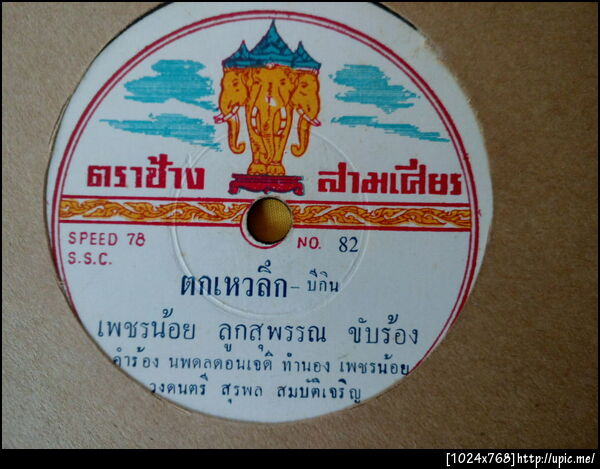 ตราช้าง สามเศียร
SPEED 78 NO. 82
S.S.C.
ตกเหวลึก - บีกิน
เพชรน้อย ลูกสุพรรณ ขับร้อง
คำร้อง นพดลดอนเจดี ทำนอง เพชรน้อย
วงดนตรี สุรพล สมบัติเจริญ
[1024x768]http://upic.me/